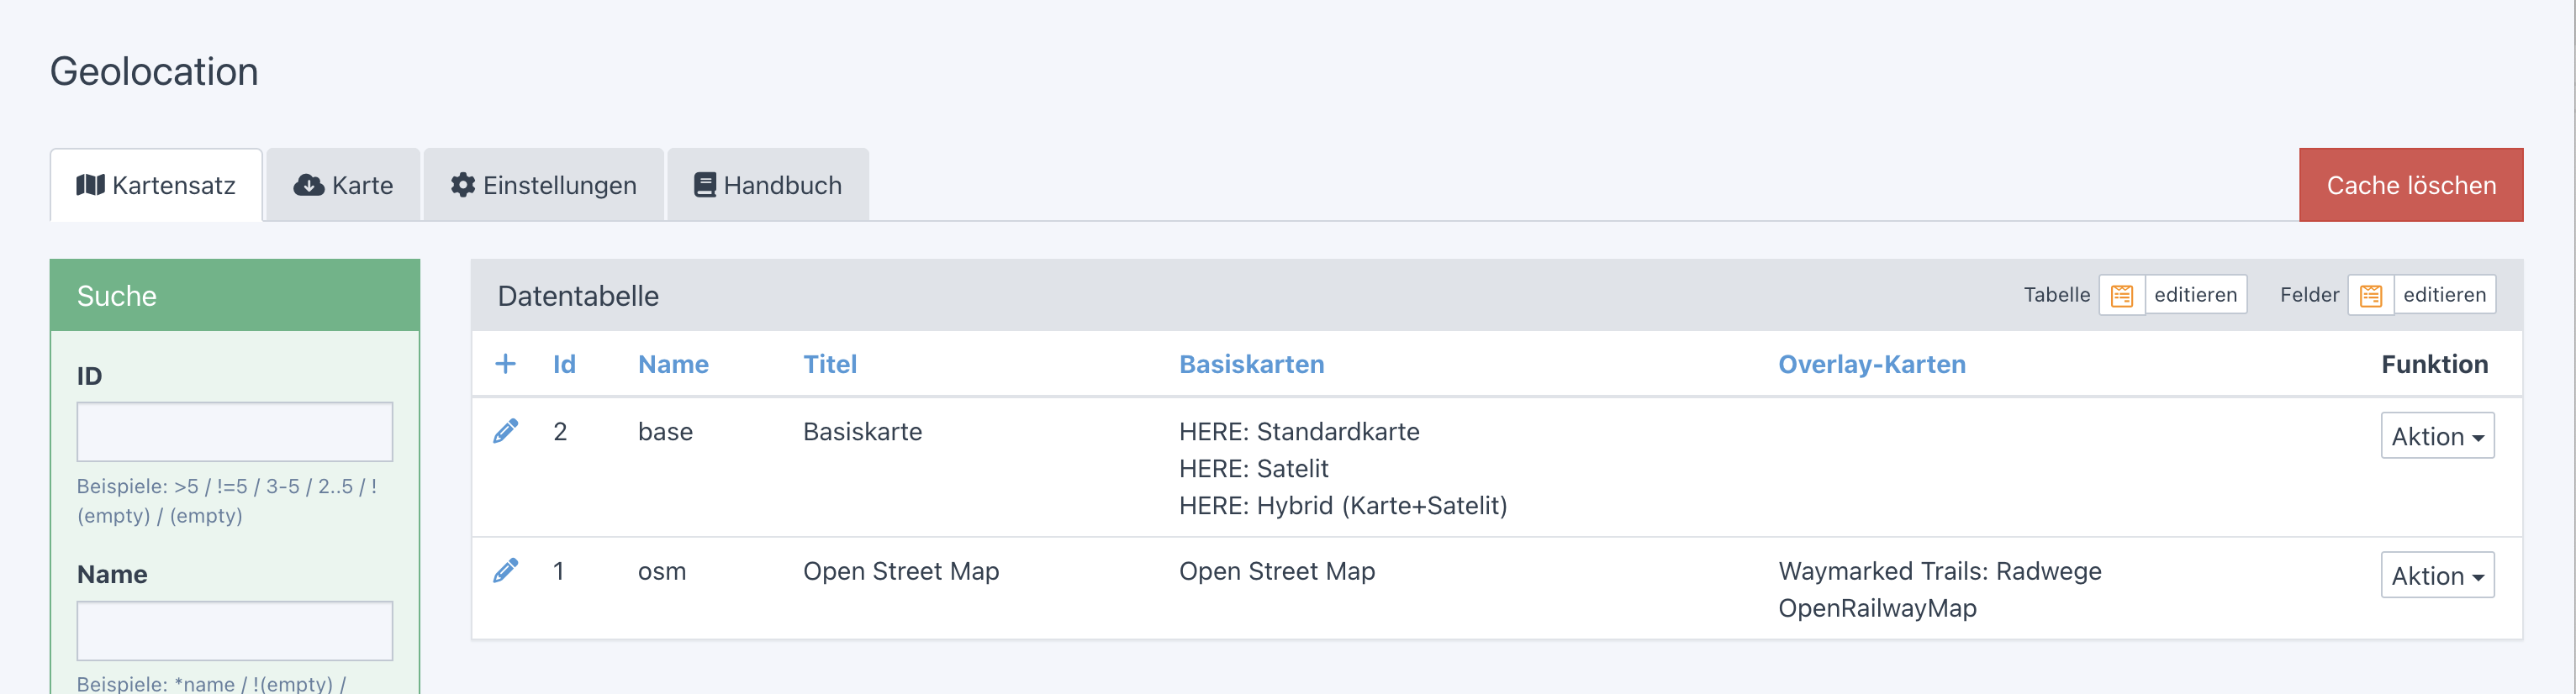 Geolocation
Kartensatz
Karte
Einstellungen
Handbuch
Cache löschen
Suche
ID
Beispiele: >5 / !=5 / 3-5 / 2..5 / !
(empty) / (empty)
Name
Beispiele: *name / !(empty) /
Datentabelle
Tabelle editieren Felder editieren
+ Id Name Titel Basiskarten Overlay-Karten Funktion
2 base Basiskarte HERE: Standardkarte Aktion
HERE: Satelit
HERE: Hybrid (Karte+Satelit)
1 osm Open Street Map Open Street Map Waymarked Trails: Radwege Aktion
OpenRailwayMap